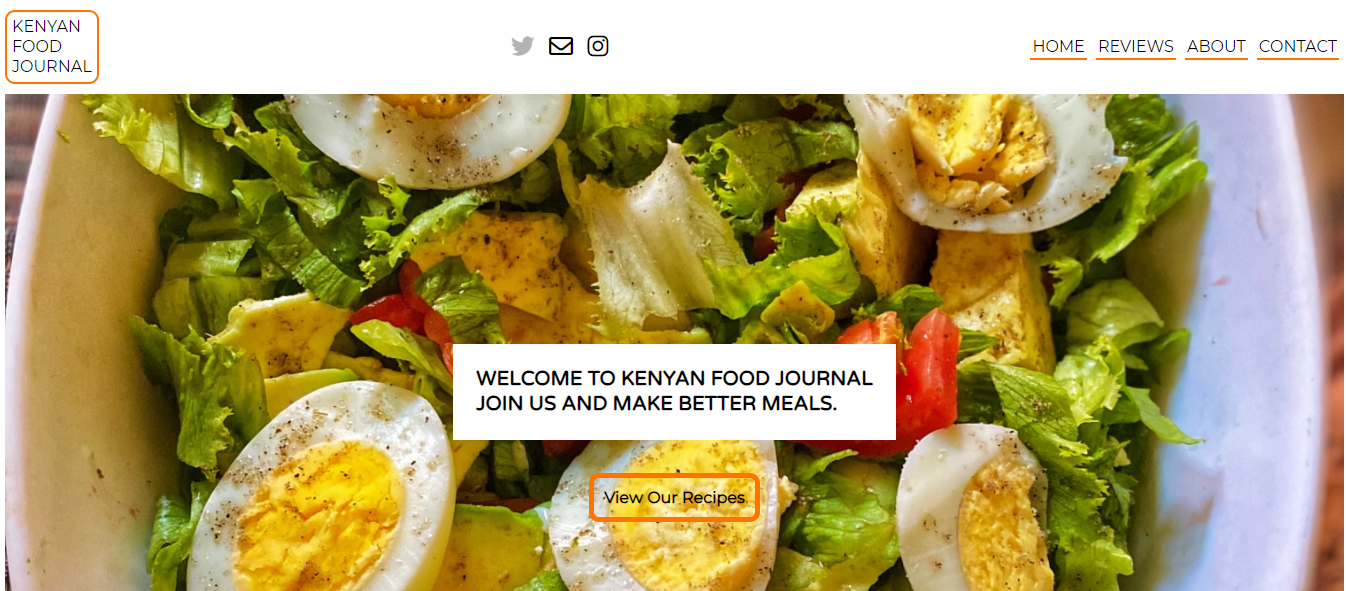 KENYAN
FOOD
JOURNAL
HOME REVIEWS ABOUT CONTACT
WELCOME TO KENYAN FOOD JOURNAL
JOIN US AND MAKE BETTER MEALS.
View Our Recipes